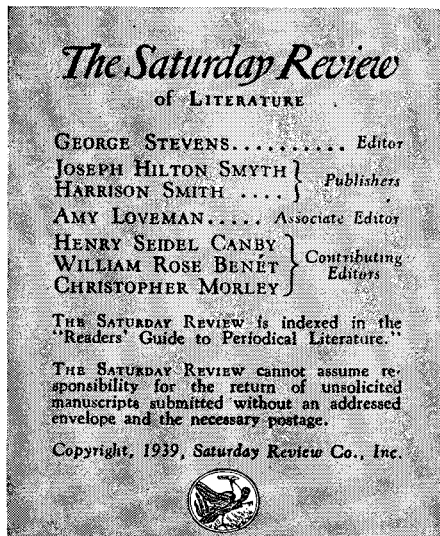 The Saturday Review
of LITERATURE
GEORGE STEVENS.......... Editor
JOSEPH HILTON SMYTH
HARRISON SMITH .... } Publishers
AMY LOVEMAN..... Associate Editor
HENRY SEIDEL CANBY
WILLIAM ROSE BENÉT } Contributing
CHRISTOPHER MORLEY Editors
THE SATURDAY REVIEW is indexed in the
"Readers' Guide to Periodical Literature."
THE SATURDAY REVIEW cannot assume re-
sponsibility for the return of unsolicited
manuscripts submitted without an addressed
envelope and the necessary postage.
Copyright, 1939, Saturday Review Co., Inc.